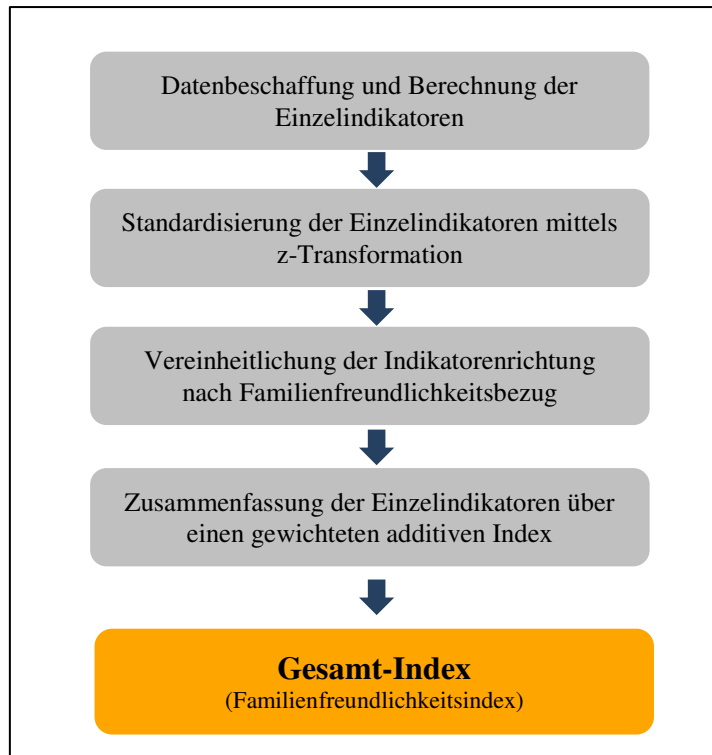 Datenbeschaffung und Berechnung der
Einzelindikatoren
Standardisierung der Einzelindikatoren mittels
z-Transformation
Vereinheitlichung der Indikatorenrichtung
nach Familienfreundlichkeitsbezug
Zusammenfassung der Einzelindikatoren über
einen gewichteten additiven Index
Gesamt-Index
(Familienfreundlichkeitsindex)